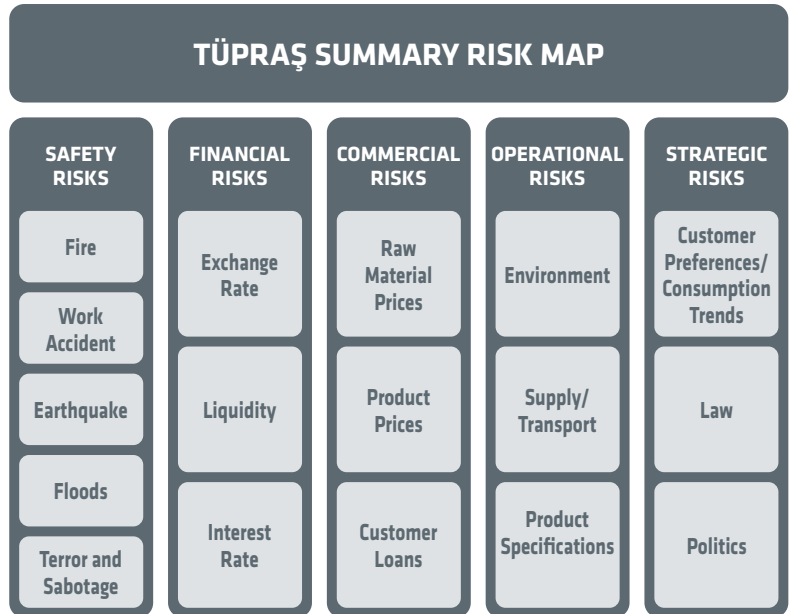 TÜPRAŞ SUMMARY RISK MAP
SAFETY
RISKS
Fire
Work
Accident
Earthquake
Floods
Terror and
Sabotage
FINANCIAL
RISKS
Exchange
Rate
Liquidity
Interest
Rate
COMMERCIAL
RISKS
Raw
Material
Prices
Product
Prices
Customer
Loans
OPERATIONAL
RISKS
Environment
Supply/
Transport
Product
Specifications
STRATEGIC
RISKS
Customer
Preferences/
Consumption
Trends
Law
Politics